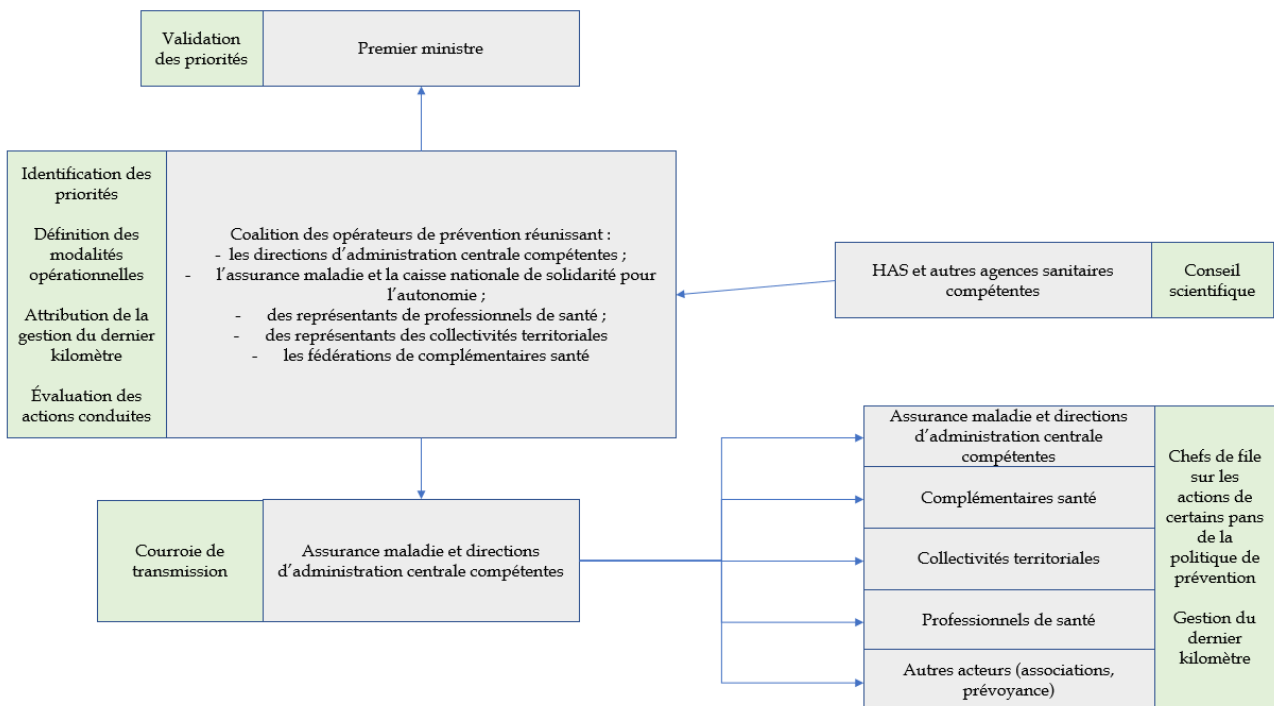 Validation
des priorités
Premier ministre
Identification des
priorités
Définition des
modalités
opérationnelles
Attribution de la
gestion du dernier
kilomètre
Évaluation des
actions conduites
Coalition des opérateurs de prévention réunissant :
- les directions d'administration centrale compétentes ;
- l'assurance maladie et la caisse nationale de solidarité pour
l'autonomie ;
- des représentants de professionnels de santé ;
- des représentants des collectivités territoriales
- les fédérations de complémentaires santé
HAS et autres agences sanitaires
compétentes
Conseil
scientifique
Courroie de
transmission
Assurance maladie et directions
d'administration centrale compétentes
Assurance maladie et directions
d'administration centrale
compétentes
Complémentaires santé
Collectivités territoriales
Professionnels de santé
Autres acteurs (associations,
prévoyance)
Chefs de file
sur les
actions de
certains pans
de la
politique de
prévention
Gestion du
dernier
kilomètre